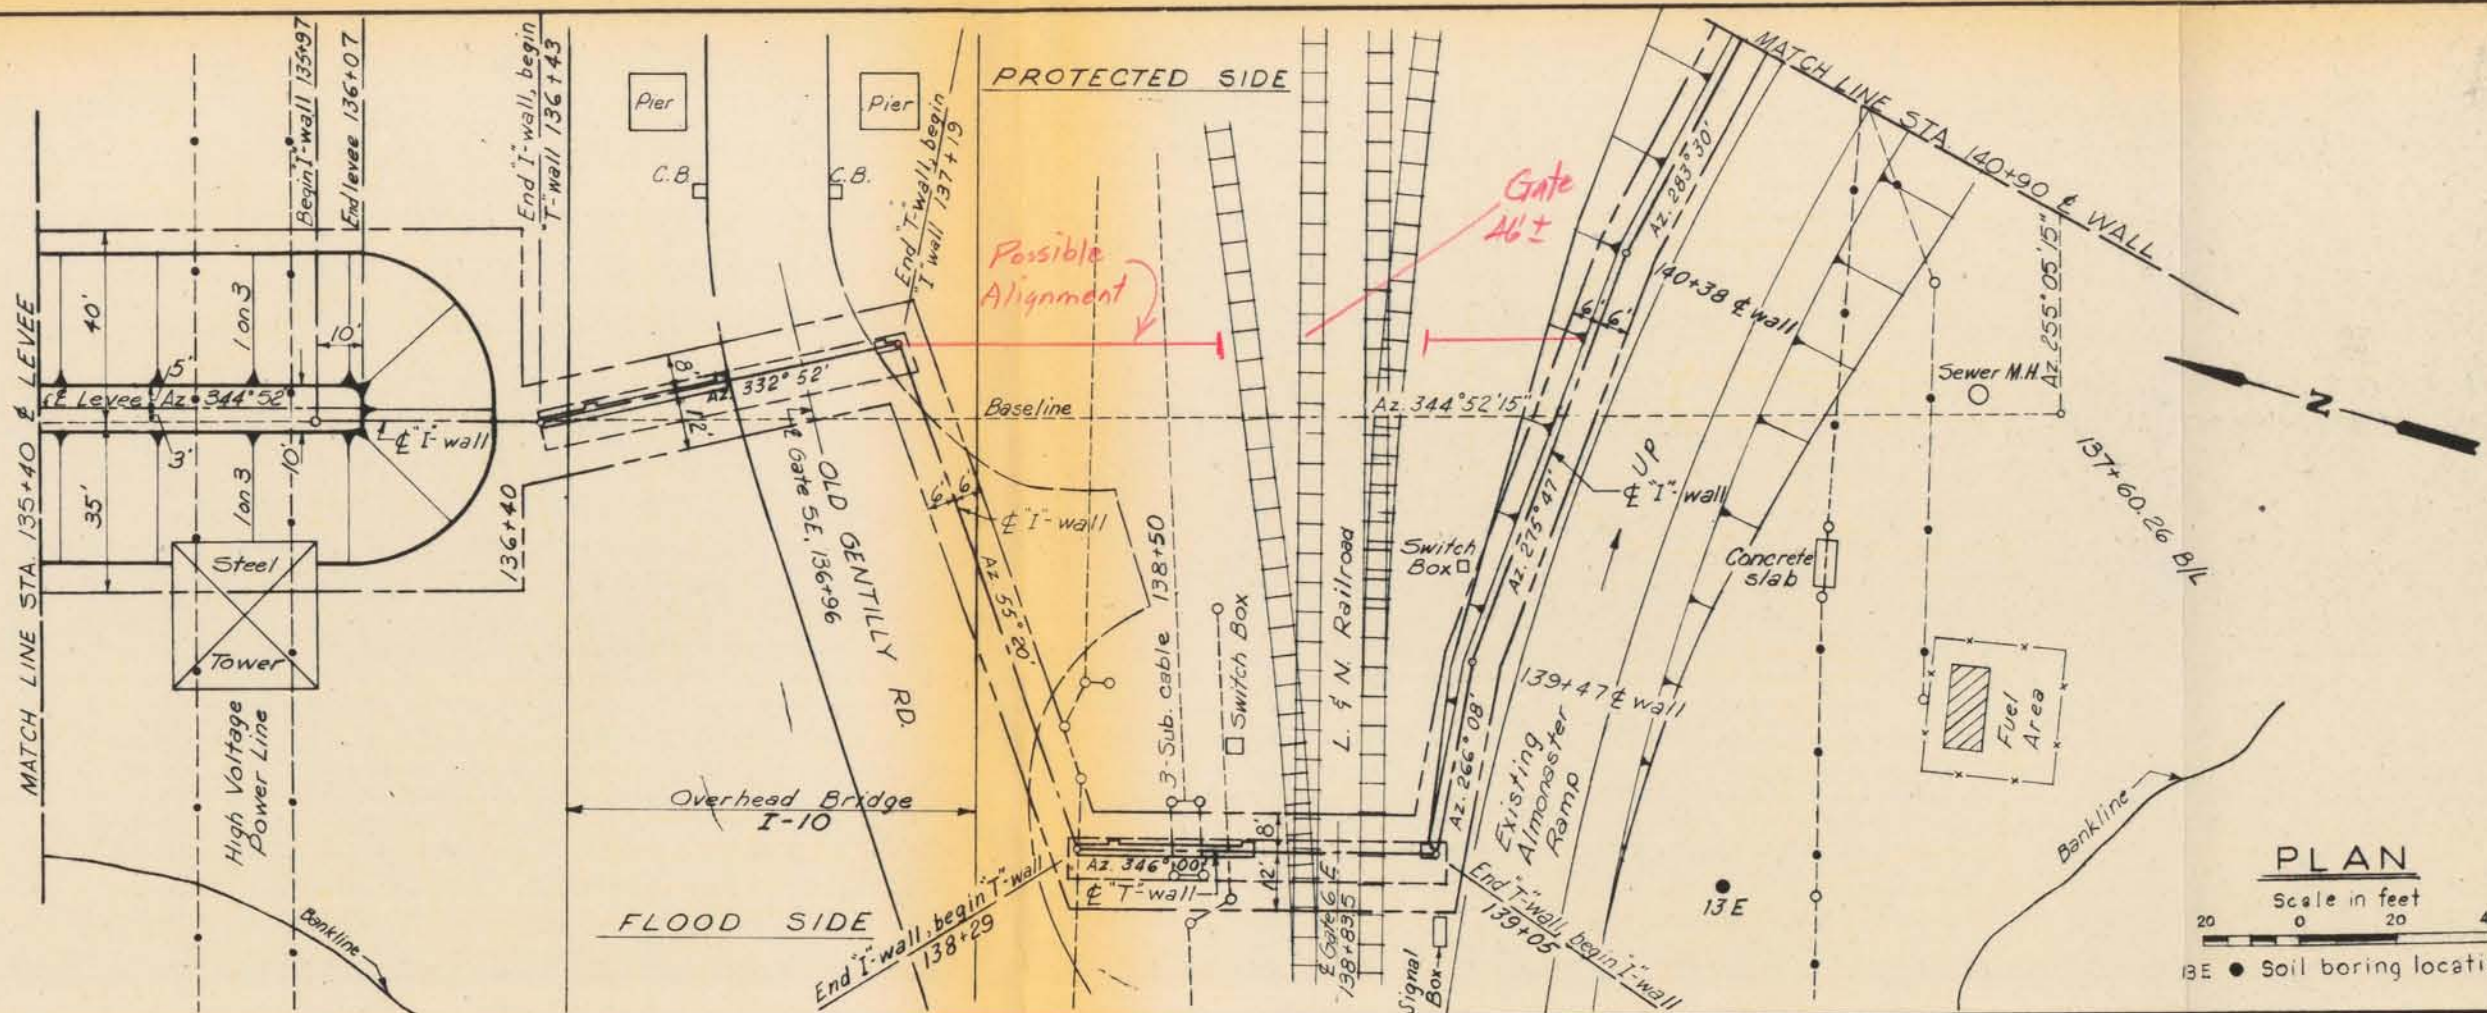 MATCH LINE STA. 135+40 ℄ LEVEE
Begin "I"-wall 135+97
End levee 136+07
End "I"-wall, begin
"T"-wall 136+43
Pier
Pier
C.B.
C.B.
End "T"-wall, begin
"I" wall 137+19
PROTECTED SIDE
Possible
Alignment
Gate
46'±
MATCH LINE STA. 140+90 ℄ WALL
Az. 283°30'
140+38 ℄ wall
6'
6'
Az. 255°05'15"
Sewer M.H.
N
137+60.26 B/L
40'
1 on 3
10'
5'
℄ Levee Az. 344°52'
3'
10'
℄ "I"-wall
35'
1 on 3
136+40
Steel
Tower
High Voltage
Power Line
Bankline
8'
Az. 332°52'
12'
℄ Gate 5E, 136+96
OLD GENTILLY RD.
Baseline
Az. 344°52'15"
6'
6'
℄ "I"-wall
Az. 55°20'
138+50
3-Sub. cable
Switch Box
L. & N. Railroad
Switch
Box
UP
℄ "I"-wall
Az. 275°47'
Concrete
slab
139+47 ℄ wall
Az. 266°08'
Existing
Almonaster
Ramp
Fuel
Area
Bankline
Overhead Bridge
I-10
FLOOD SIDE
End "I"-wall, begin "T"-wall
138+29
Az. 346°00'
℄ "T"-wall
8'
12'
℄ Gate 6E
138+83.5
Signal
Box
End "T"-wall, begin "I"-wall
139+05
13E
PLAN
Scale in feet
20 0 20
13E ● Soil boring locati